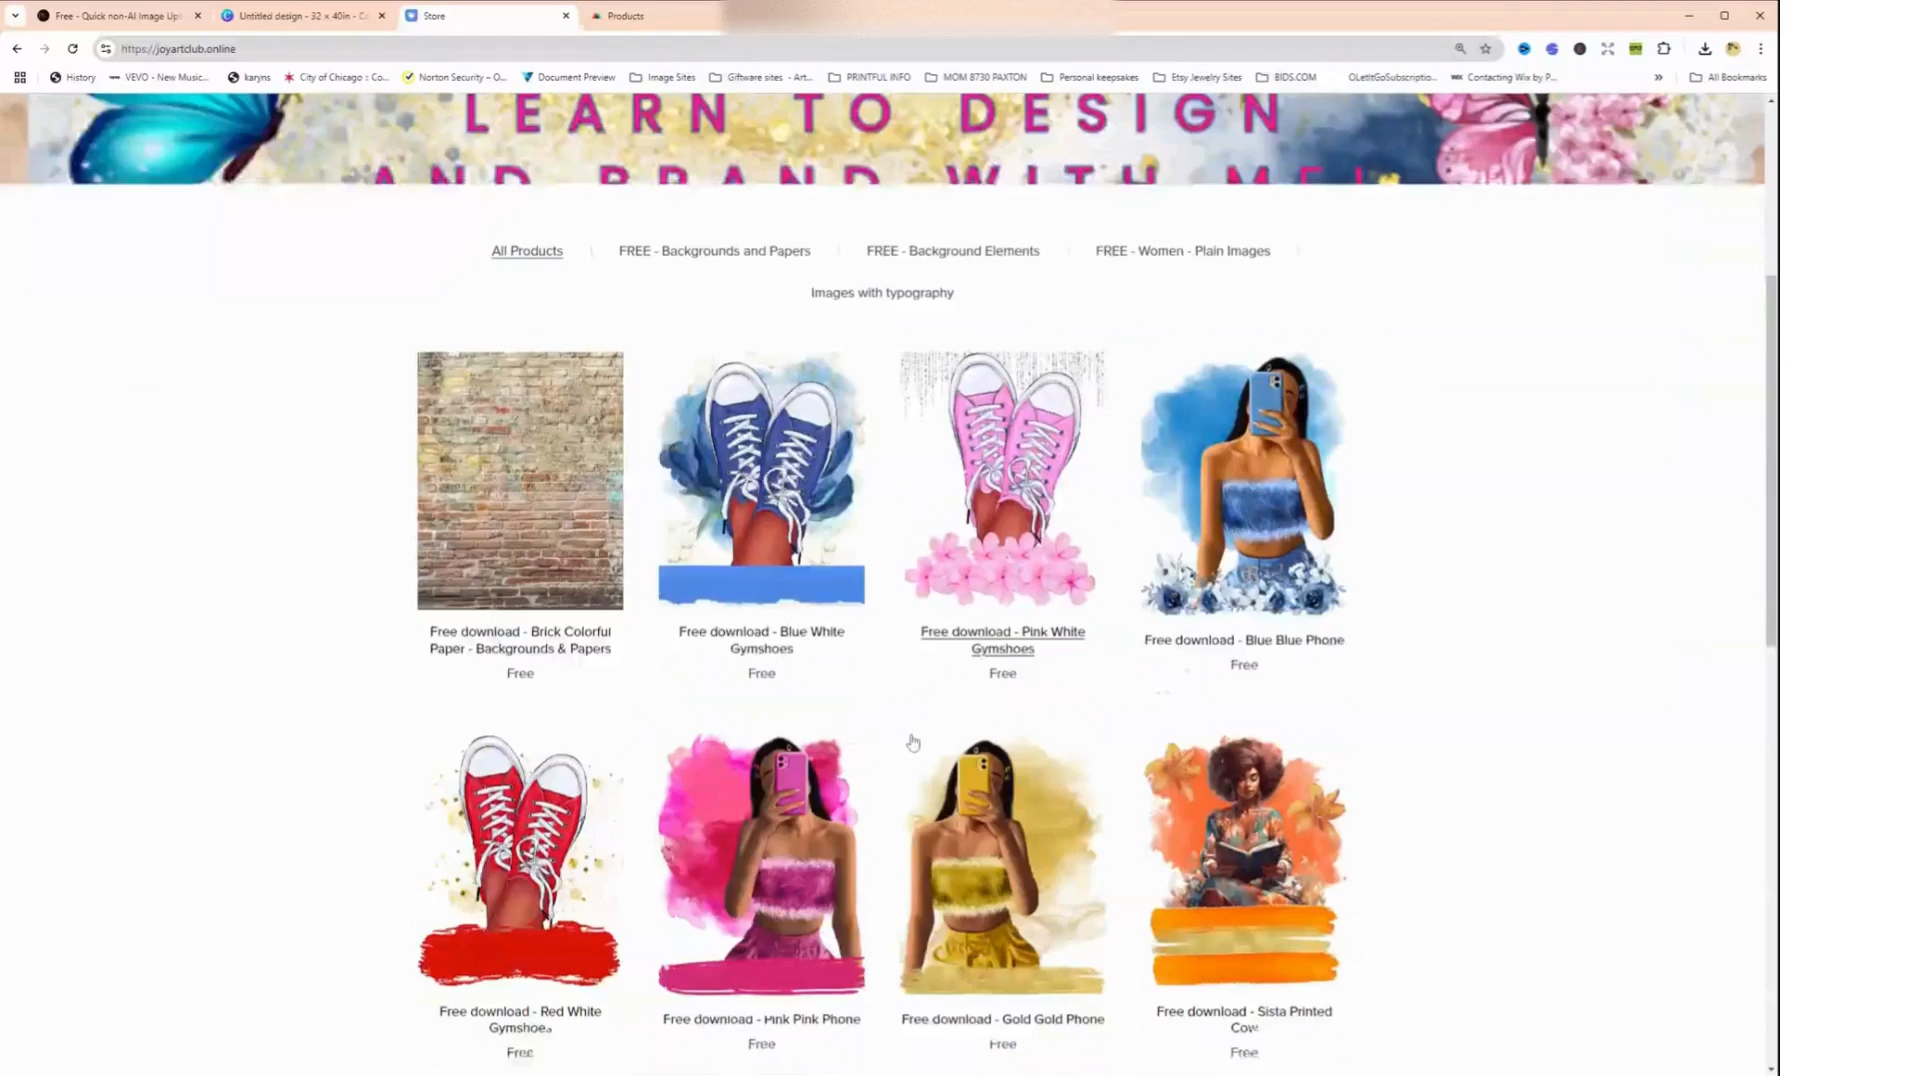 Free - Quick non-AI Image Up
Untitled design - 32 x 40in - C
Store
Products
https://joyartclub.online
History
VEVO - New Music...
karyns
City of Chicago :: Co...
Norton Security – O...
Document Preview
Image Sites
Giftware sites - Art...
PRINTFUL INFO
MOM 8730 PAXTON
Personal keepsakes
Etsy Jewelry Sites
BIDS.COM
OLetItGoSubscriptio...
Contacting Wix by P...
»
All Bookmarks
LEARN TO DESIGN
AND BRAND WITH ME!
All Products
FREE - Backgrounds and Papers
FREE - Background Elements
FREE - Women - Plain Images
Images with typography
Free download - Brick Colorful
Paper - Backgrounds & Papers
Free
Free download - Blue White
Gymshoes
Free
Free download - Pink White
Gymshoes
Free
Free download - Blue Blue Phone
Free
Free download - Red White
Gymshoes
Free
Free download - Pink Pink Phone
Free
Free download - Gold Gold Phone
Free
Free download - Sista Printed
Cow
Free